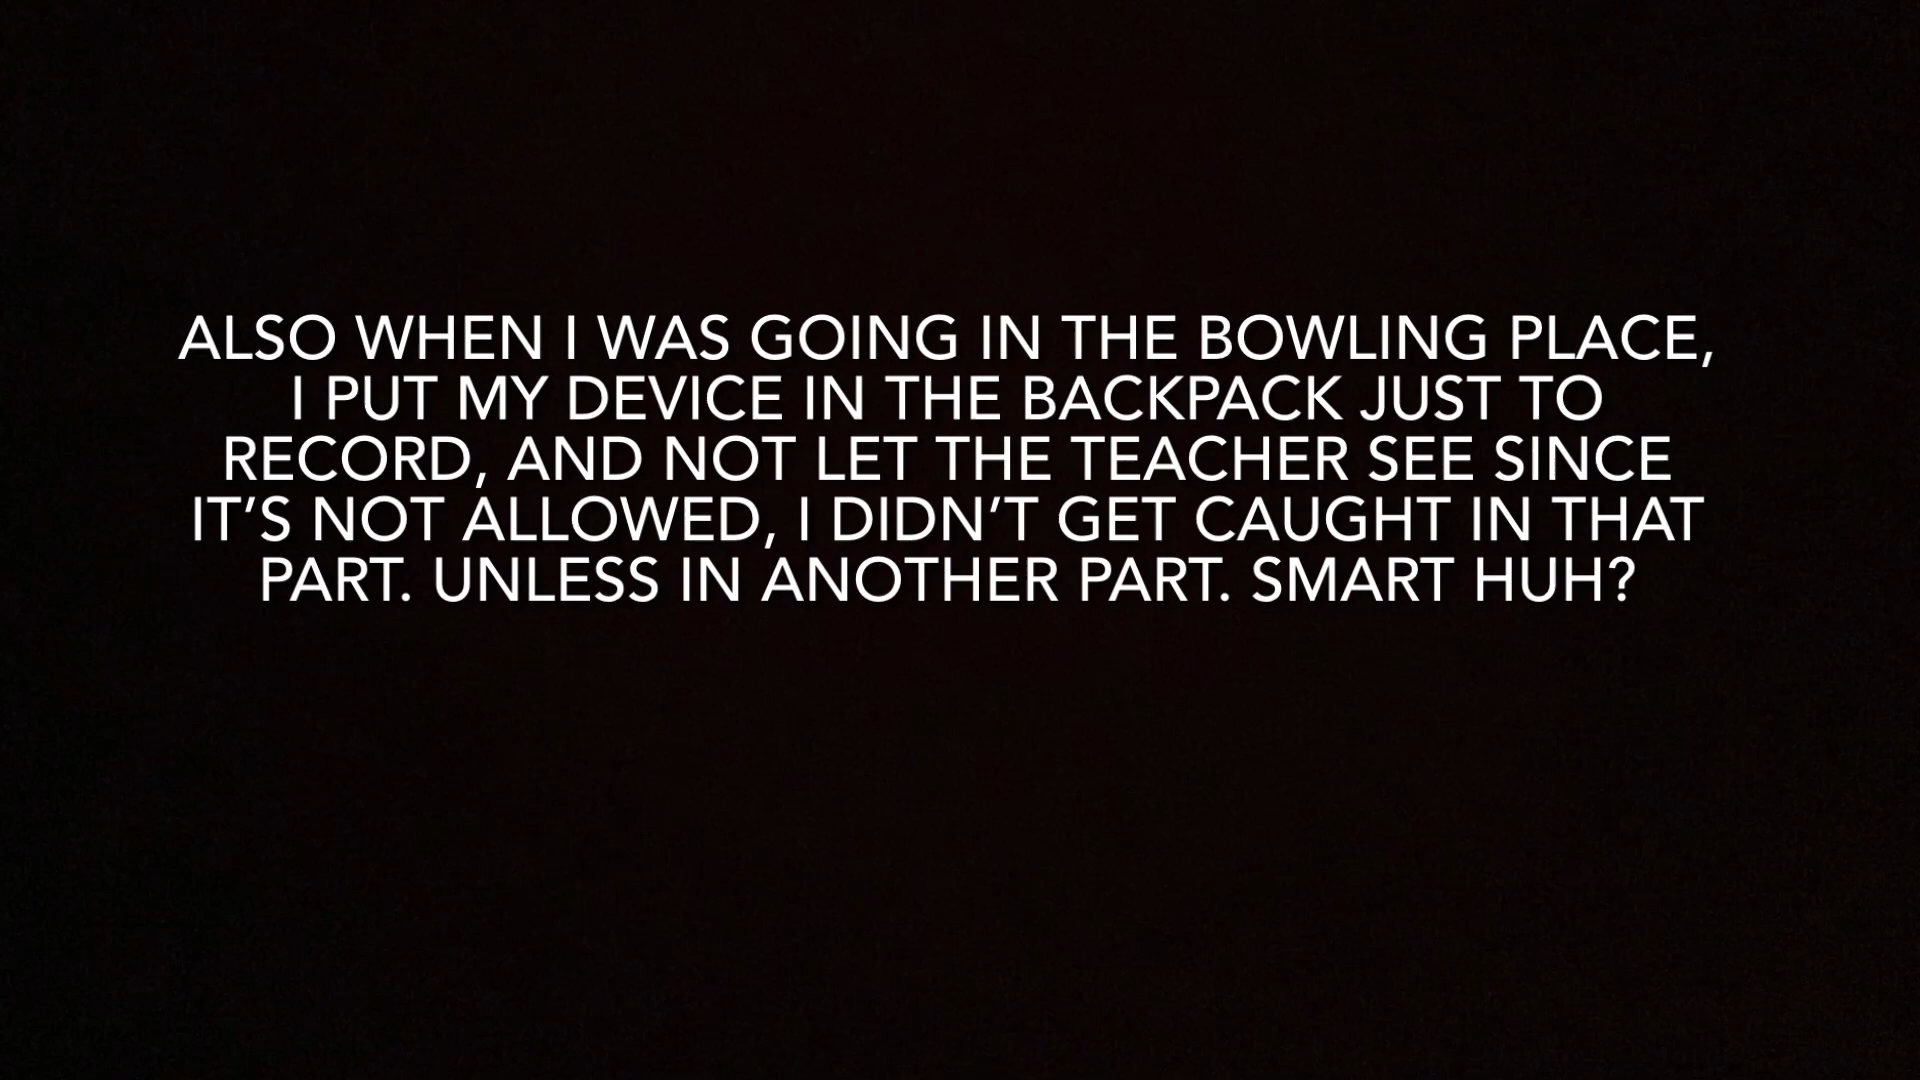 ALSO WHEN I WAS GOING IN THE BOWLING PLACE,
I PUT MY DEVICE IN THE BACKPACK JUST TO
RECORD, AND NOT LET THE TEACHER SEE SINCE
IT’S NOT ALLOWED, I DIDN’T GET CAUGHT IN THAT
PART. UNLESS IN ANOTHER PART. SMART HUH?